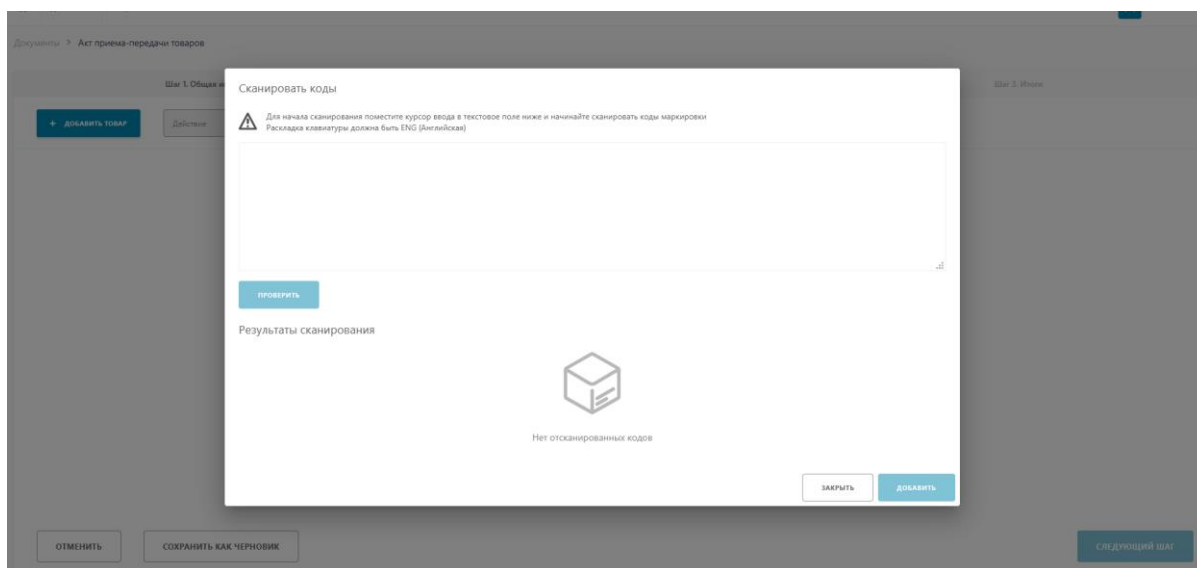 Документы > Акт приема-передачи товаров
Шаг 1. Общая
Шаг 3. Итоги
+ ДОБАВИТЬ ТОВАР
Действие
Сканировать коды
Для начала сканирования поместите курсор ввода в текстовое поле ниже и начинайте сканировать коды маркировки
Раскладка клавиатуры должна быть ENG (Английская)
ПРОВЕРИТЬ
Результаты сканирования
Нет отсканированных кодов
ЗАКРЫТЬ
ДОБАВИТЬ
ОТМЕНИТЬ
СОХРАНИТЬ КАК ЧЕРНОВИК
СЛЕДУЮЩИЙ ШАГ